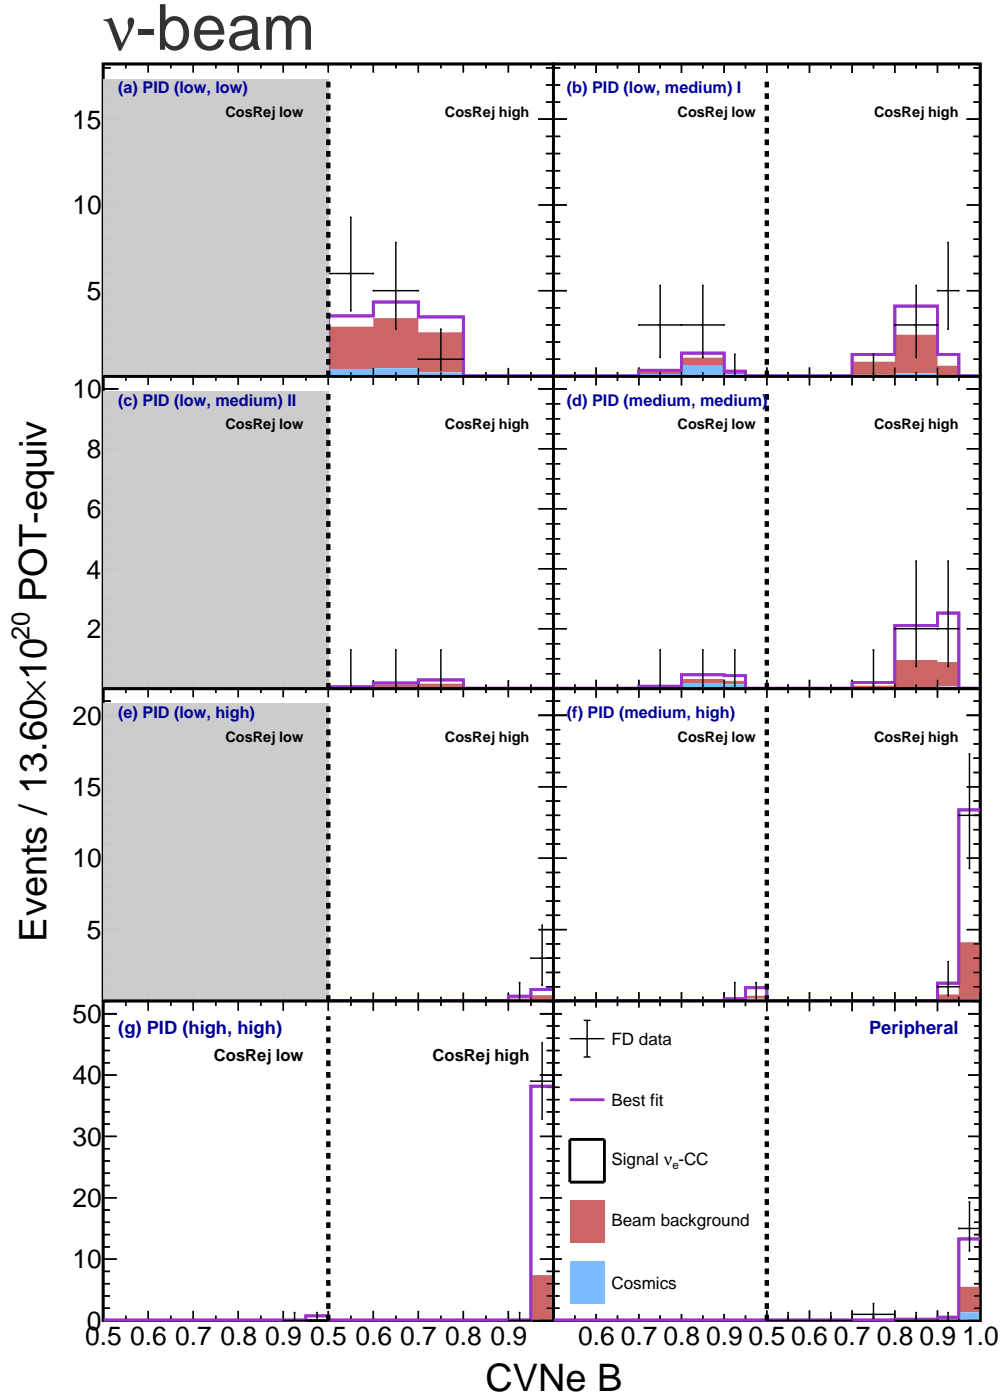 ν-beam
(a) PID (low, low)
CosRej low
CosRej high
(b) PID (low, medium) I
CosRej low
CosRej high
15
10
5
(c) PID (low, medium) II
CosRej low
CosRej high
(d) PID (medium, medium)
CosRej low
CosRej high
10
8
6
4
2
(e) PID (low, high)
CosRej low
CosRej high
(f) PID (medium, high)
CosRej low
CosRej high
20
15
10
5
(g) PID (high, high)
CosRej low
CosRej high
Peripheral
50
40
30
20
10
0
FD data
Best fit
Signal νe-CC
Beam background
Cosmics
0.5 0.6 0.7 0.8 0.9 0.5 0.6 0.7 0.8 0.9 0.6 0.7 0.8 0.9 0.5 0.6 0.7 0.8 0.9 1.0
CVNe B
Events / 13.60×10²⁰ POT-equiv